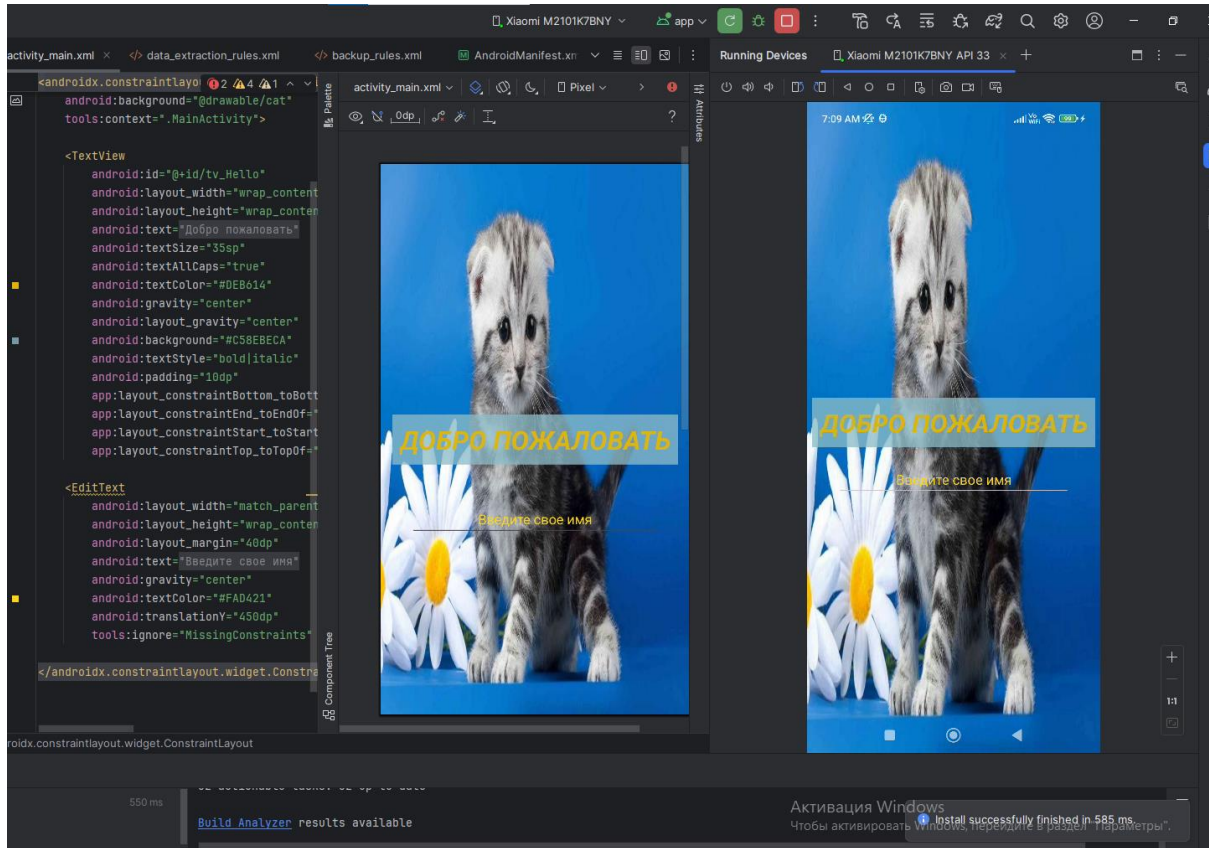 Xiaomi M2101K7BNY app
activity_main.xml data_extraction_rules.xml backup_rules.xml AndroidManifest.xm Running Devices Xiaomi M2101K7BNY API 33
<androidx.constraintlayo 2 4 1
android:background="@drawable/cat"
tools:context=".MainActivity">
<TextView
android:id="@+id/tv_Hello"
android:layout_width="wrap_content
android:layout_height="wrap_conten
android:text="Добро пожаловать"
android:textSize="35sp"
android:textAllCaps="true"
android:textColor="#DEB614"
android:gravity="center"
android:layout_gravity="center"
android:background="#C58EBECA"
android:textStyle="bold|italic"
android:padding="10dp"
app:layout_constraintBottom_toBott
app:layout_constraintEnd_toEndOf="
app:layout_constraintStart_toStart
app:layout_constraintTop_toTopOf="
<EditText
android:layout_width="match_parent
android:layout_height="wrap_conten
android:layout_margin="40dp"
android:text="Введите свое имя"
android:gravity="center"
android:textColor="#FAD421"
android:translationY="450dp"
tools:ignore="MissingConstraints"
</androidx.constraintlayout.widget.Constra
roidx.constraintlayout.widget.ConstraintLayout
Palette
Component Tree
activity_main.xml Pixel
0dp
Attributes
ДОБРО ПОЖАЛОВАТЬ
Введите свое имя
7:09 AM
ДОБРО ПОЖАЛОВАТЬ
Введите свое имя
1:1
550 ms
Build Analyzer results available
Активация Windows
Чтобы активировать Windows, перейдите в раздел "Параметры".
Install successfully finished in 585 ms.